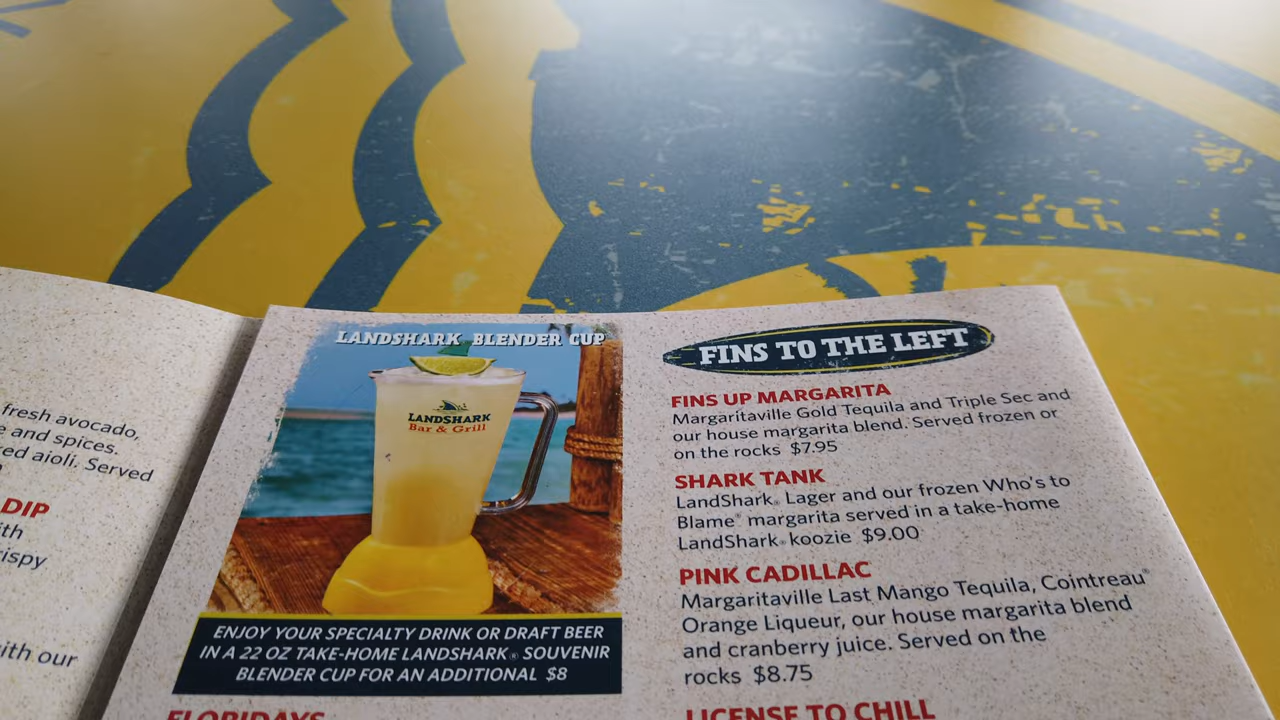 fresh avocado,
e and spices.
ed aioli. Served
DIP
ith
rispy
ith our
LANDSHARK BLENDER CUP
LANDSHARK
Bar & Grill
ENJOY YOUR SPECIALTY DRINK OR DRAFT BEER
IN A 22 OZ TAKE-HOME LANDSHARK® SOUVENIR
BLENDER CUP FOR AN ADDITIONAL $8
FLORIDAYS
FINS TO THE LEFT
FINS UP MARGARITA
Margaritaville Gold Tequila and Triple Sec and
our house margarita blend. Served frozen or
on the rocks $7.95
SHARK TANK
LandShark® Lager and our frozen Who's to
Blame® margarita served in a take-home
LandShark® koozie $9.00
PINK CADILLAC
Margaritaville Last Mango Tequila, Cointreau®
Orange Liqueur, our house margarita blend
and cranberry juice. Served on the
rocks $8.75
LICENSE TO CHILL